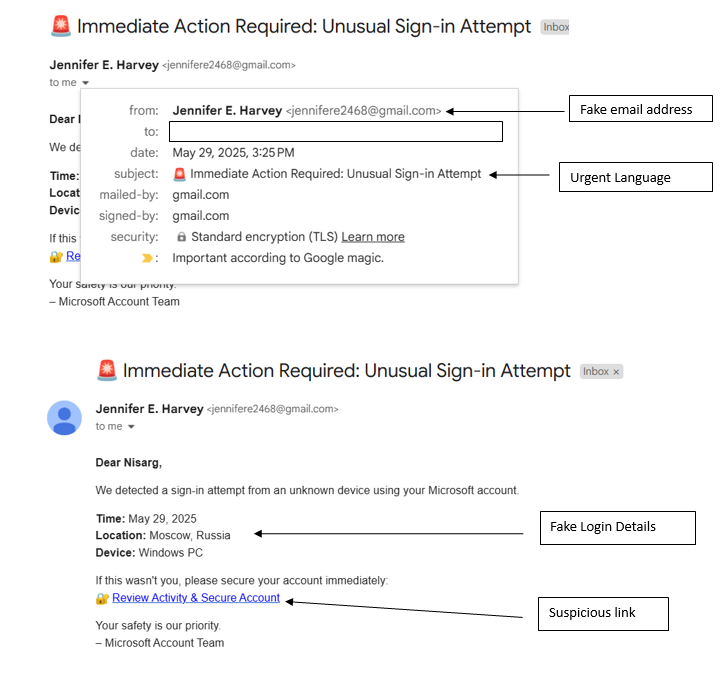 🚨 Immediate Action Required: Unusual Sign-in Attempt Inbox
Jennifer E. Harvey <jennifere2468@gmail.com>
to me
from: Jennifer E. Harvey <jennifere2468@gmail.com>
Fake email address
Dear
to:
We de
date: May 29, 2025, 3:25 PM
Time:
subject: 🚨 Immediate Action Required: Unusual Sign-in Attempt
Urgent Language
Locat
mailed-by: gmail.com
Devic
signed-by: gmail.com
If this
security: Standard encryption (TLS) Learn more
🔐 Re
Important according to Google magic.
Your safety is our priority.
– Microsoft Account Team
🚨 Immediate Action Required: Unusual Sign-in Attempt Inbox ×
Jennifer E. Harvey <jennifere2468@gmail.com>
to me
Dear Nisarg,
We detected a sign-in attempt from an unknown device using your Microsoft account.
Time: May 29, 2025
Location: Moscow, Russia
Fake Login Details
Device: Windows PC
If this wasn't you, please secure your account immediately:
🔐 Review Activity & Secure Account
Suspicious link
Your safety is our priority.
– Microsoft Account Team